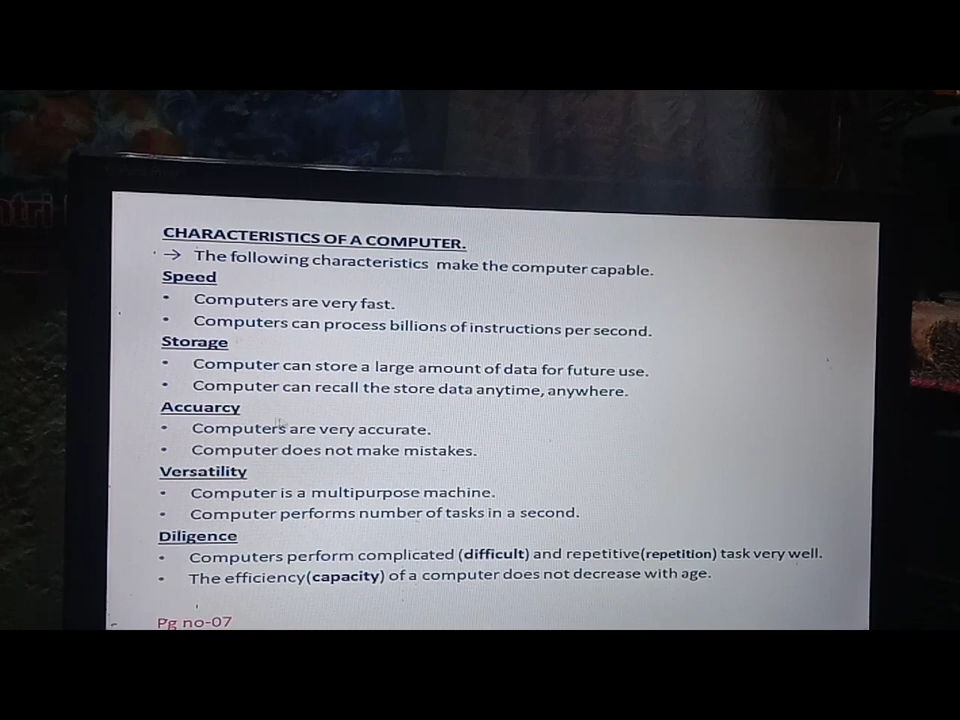 CHARACTERISTICS OF A COMPUTER.
→ The following characteristics make the computer capable.
Speed
• Computers are very fast.
• Computers can process billions of instructions per second.
Storage
• Computer can store a large amount of data for future use.
• Computer can recall the store data anytime, anywhere.
Accuarcy
• Computers are very accurate.
• Computer does not make mistakes.
Versatility
• Computer is a multipurpose machine.
• Computer performs number of tasks in a second.
Diligence
• Computers perform complicated (difficult) and repetitive(repetition) task very well.
• The efficiency(capacity) of a computer does not decrease with age.
Pg no-07